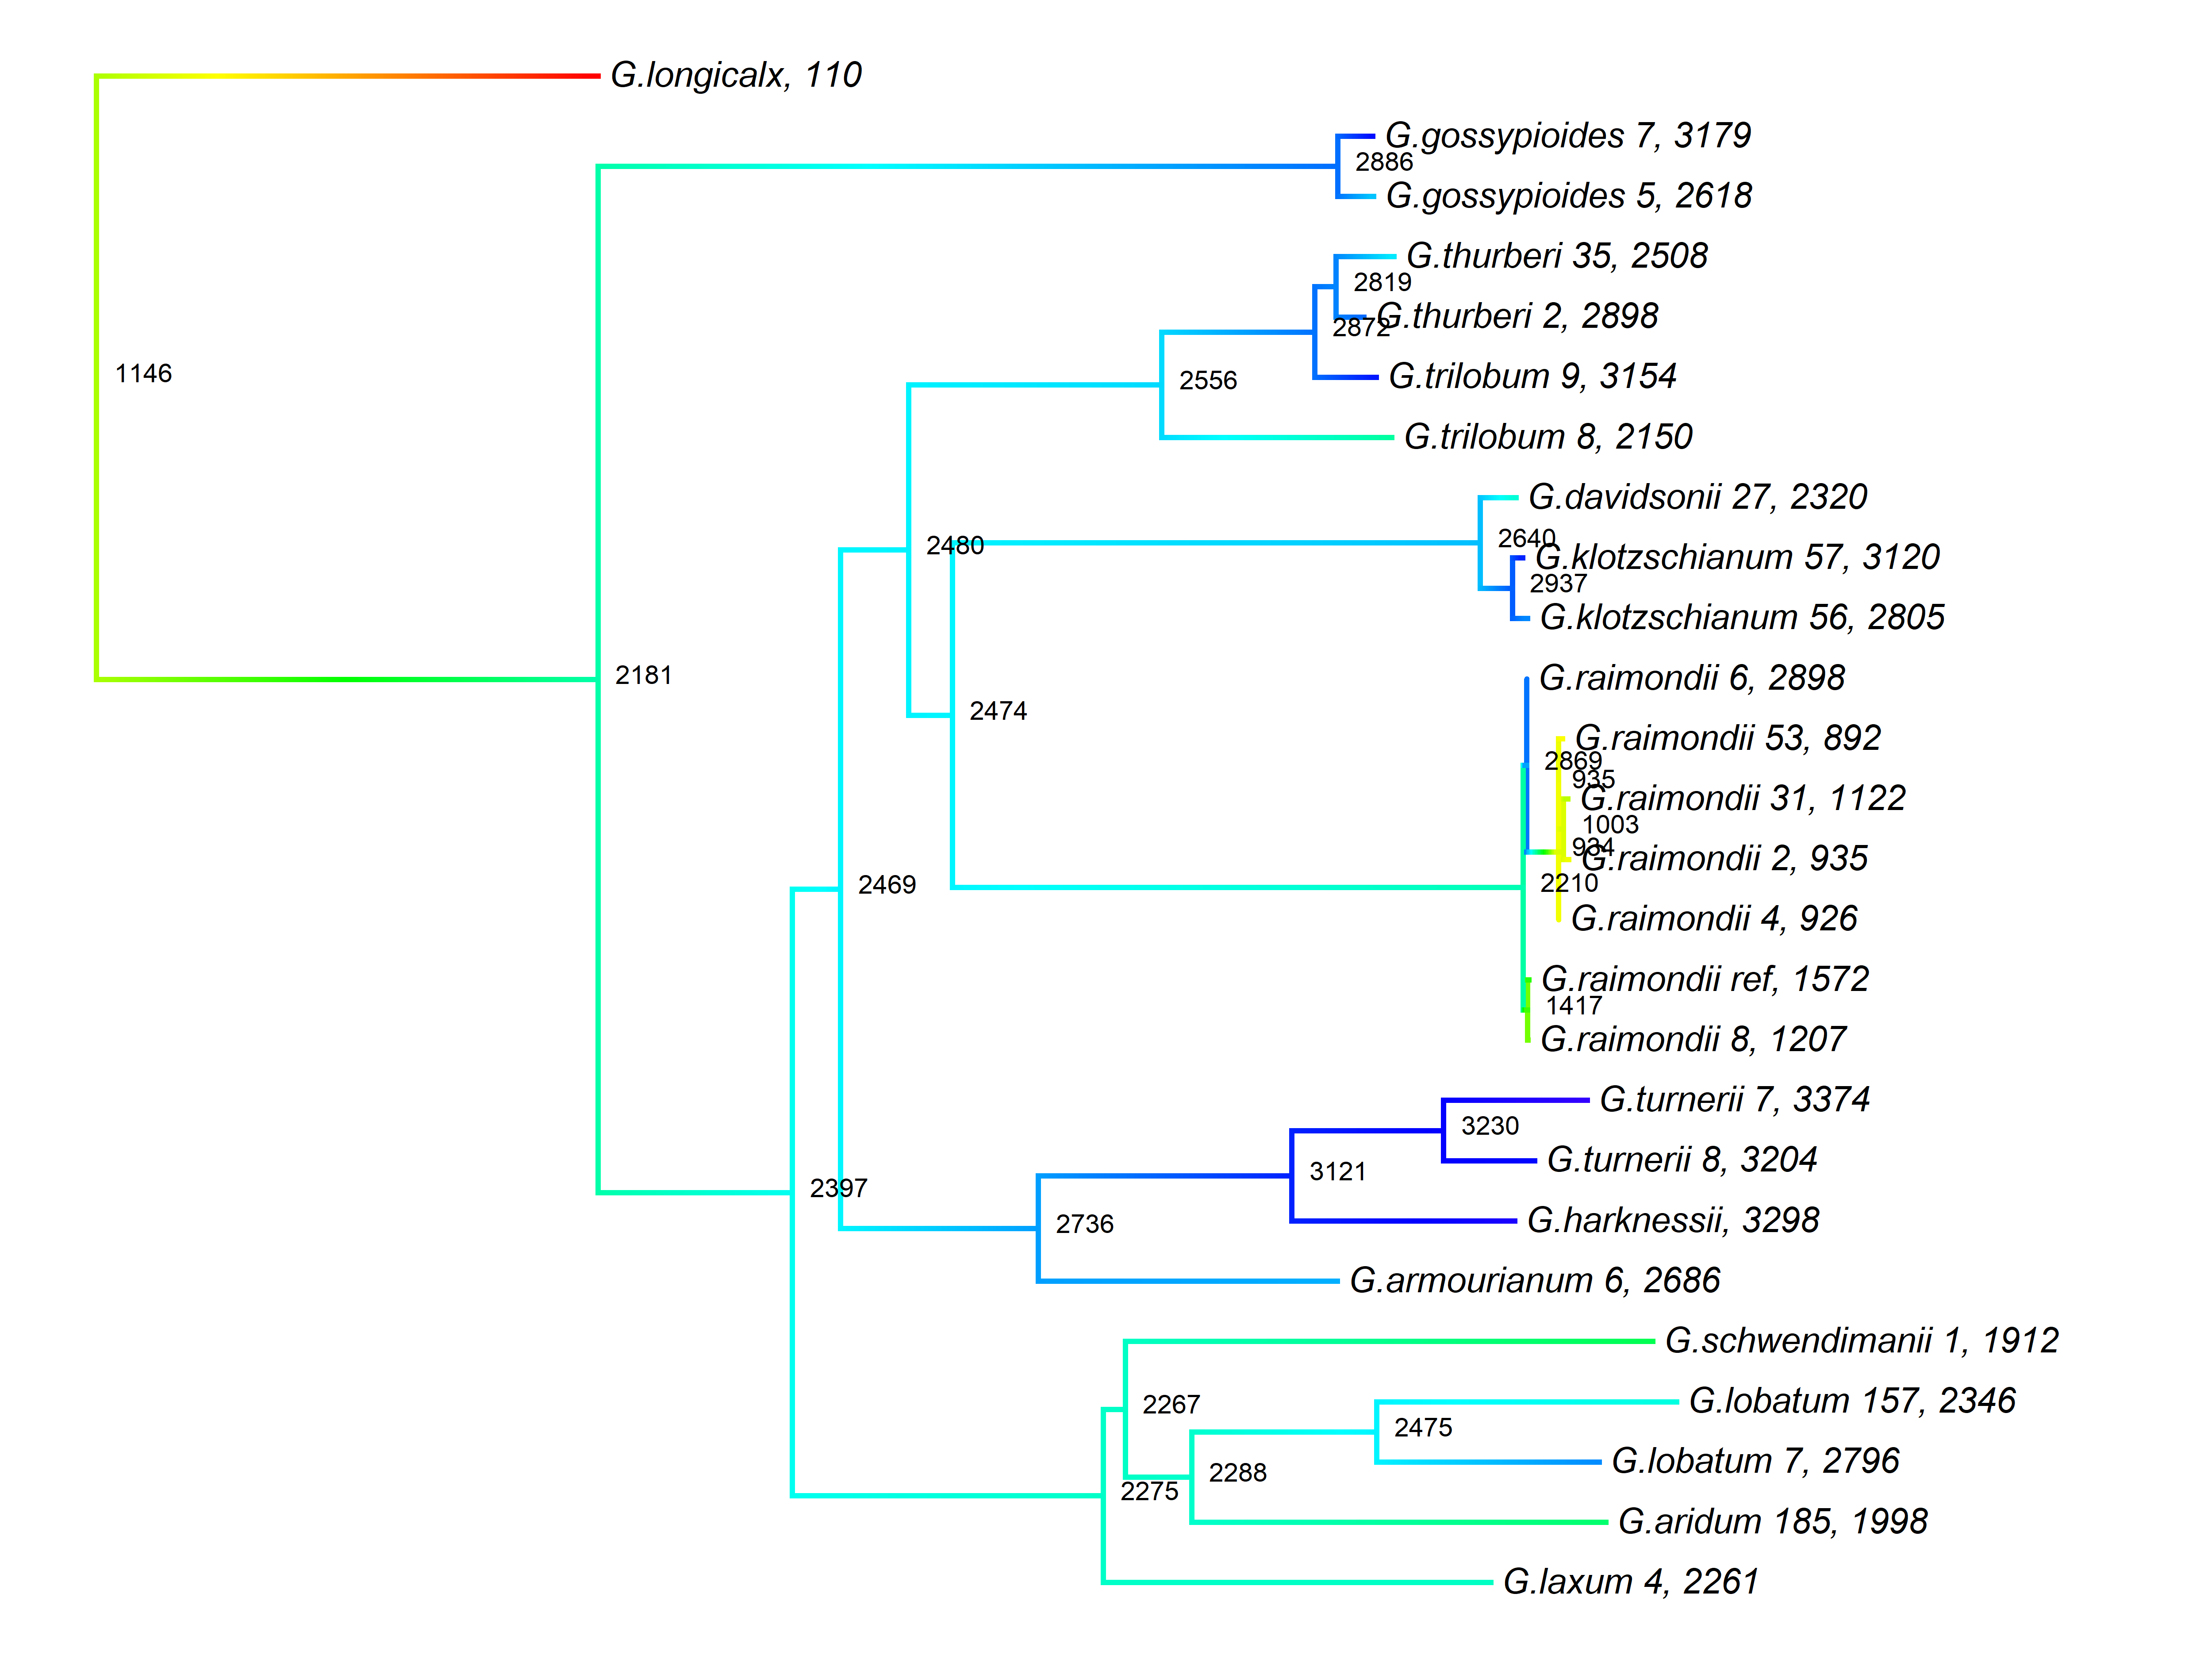 G.longicalx, 110
G.gossypioides 7, 3179
2886
G.gossypioides 5, 2618
G.thurberi 35, 2508
2819
G.thurberi 2, 2898
2872
1146
G.trilobum 9, 3154
2556
G.trilobum 8, 2150
G.davidsonii 27, 2320
2640
2480
G.klotzschianum 57, 3120
2937
G.klotzschianum 56, 2805
2181
G.raimondii 6, 2898
2474
G.raimondii 53, 892
2869
935
G.raimondii 31, 1122
1003
934
G.raimondii 2, 935
2469
2210
G.raimondii 4, 926
G.raimondii ref, 1572
1417
G.raimondii 8, 1207
G.turnerii 7, 3374
3230
G.turnerii 8, 3204
3121
2397
G.harknessii, 3298
2736
G.armourianum 6, 2686
G.schwendimanii 1, 1912
2267
G.lobatum 157, 2346
2475
G.lobatum 7, 2796
2288
2275
G.aridum 185, 1998
G.laxum 4, 2261